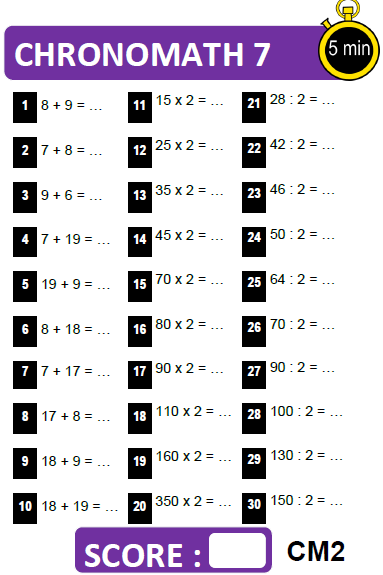 CHRONOMATH 7
5 min
1 8 + 9 = …
2 7 + 8 = …
3 9 + 6 = …
4 7 + 19 = …
5 19 + 9 = …
6 8 + 18 = …
7 7 + 17 = …
8 17 + 8 = …
9 18 + 9 = …
10 18 + 19 = …
11 15 x 2 = …
12 25 x 2 = …
13 35 x 2 = …
14 45 x 2 = …
15 70 x 2 = …
16 80 x 2 = …
17 90 x 2 = …
18 110 x 2 = …
19 160 x 2 = …
20 350 x 2 = …
21 28 : 2 = …
22 42 : 2 = …
23 46 : 2 = …
24 50 : 2 = …
25 64 : 2 = …
26 70 : 2 = …
27 90 : 2 = …
28 100 : 2 = …
29 130 : 2 = …
30 150 : 2 = …
SCORE :
CM2